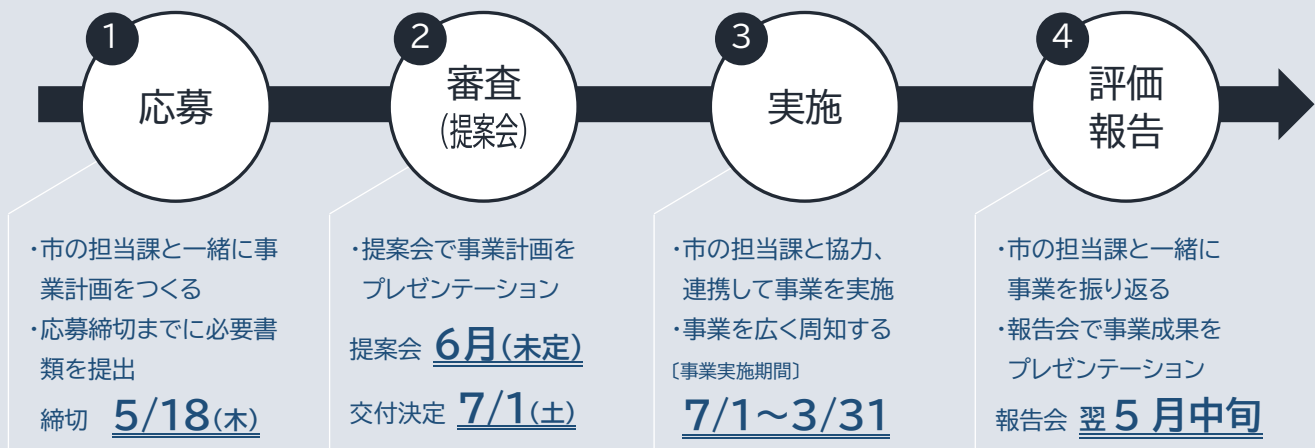 1
応募
・市の担当課と一緒に事
業計画をつくる
・応募締切までに必要書
類を提出
締切 5/18(木)
2
審査
(提案会)
・提案会で事業計画を
プレゼンテーション
提案会 6月(未定)
交付決定 7/1(土)
3
実施
・市の担当課と協力、
連携して事業を実施
・事業を広く周知する
〔事業実施期間〕
7/1～3/31
4
評価
報告
・市の担当課と一緒に
事業を振り返る
・報告会で事業成果を
プレゼンテーション
報告会 翌5月中旬